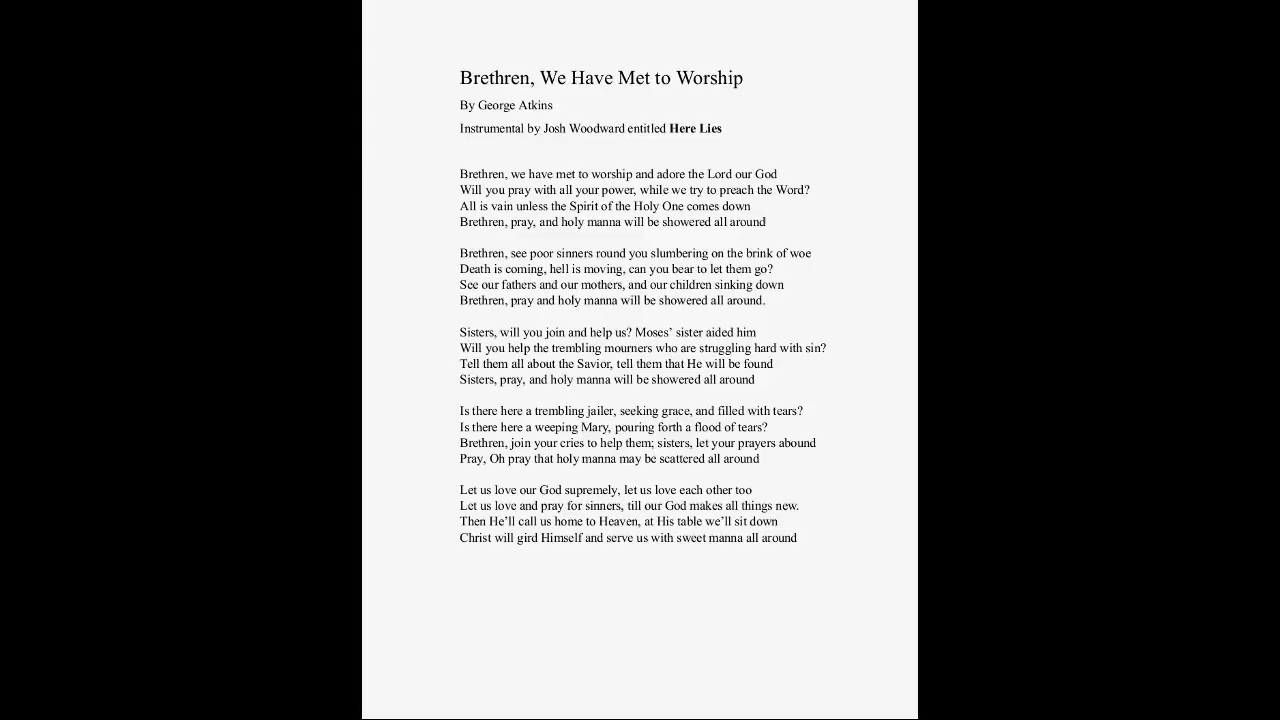 Brethren, We Have Met to Worship
By George Atkins
Instrumental by Josh Woodward entitled Here Lies
Brethren, we have met to worship and adore the Lord our God
Will you pray with all your power, while we try to preach the Word?
All is vain unless the Spirit of the Holy One comes down
Brethren, pray, and holy manna will be showered all around
Brethren, see poor sinners round you slumbering on the brink of woe
Death is coming, hell is moving, can you bear to let them go?
See our fathers and our mothers, and our children sinking down
Brethren, pray and holy manna will be showered all around.
Sisters, will you join and help us? Moses’ sister aided him
Will you help the trembling mourners who are struggling hard with sin?
Tell them all about the Savior, tell them that He will be found
Sisters, pray, and holy manna will be showered all around
Is there here a trembling jailer, seeking grace, and filled with tears?
Is there here a weeping Mary, pouring forth a flood of tears?
Brethren, join your cries to help them; sisters, let your prayers abound
Pray, Oh pray that holy manna may be scattered all around
Let us love our God supremely, let us love each other too
Let us love and pray for sinners, till our God makes all things new.
Then He’ll call us home to Heaven, at His table we’ll sit down
Christ will gird Himself and serve us with sweet manna all around